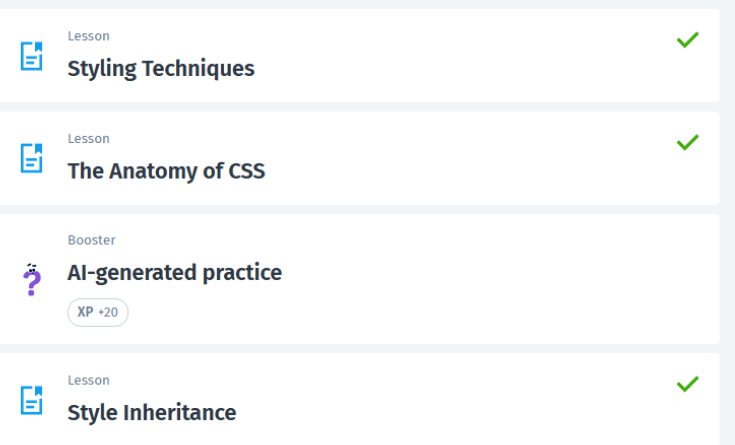 Lesson
Styling Techniques
Lesson
The Anatomy of CSS
Booster
AI-generated practice
XP +20
Lesson
Style Inheritance